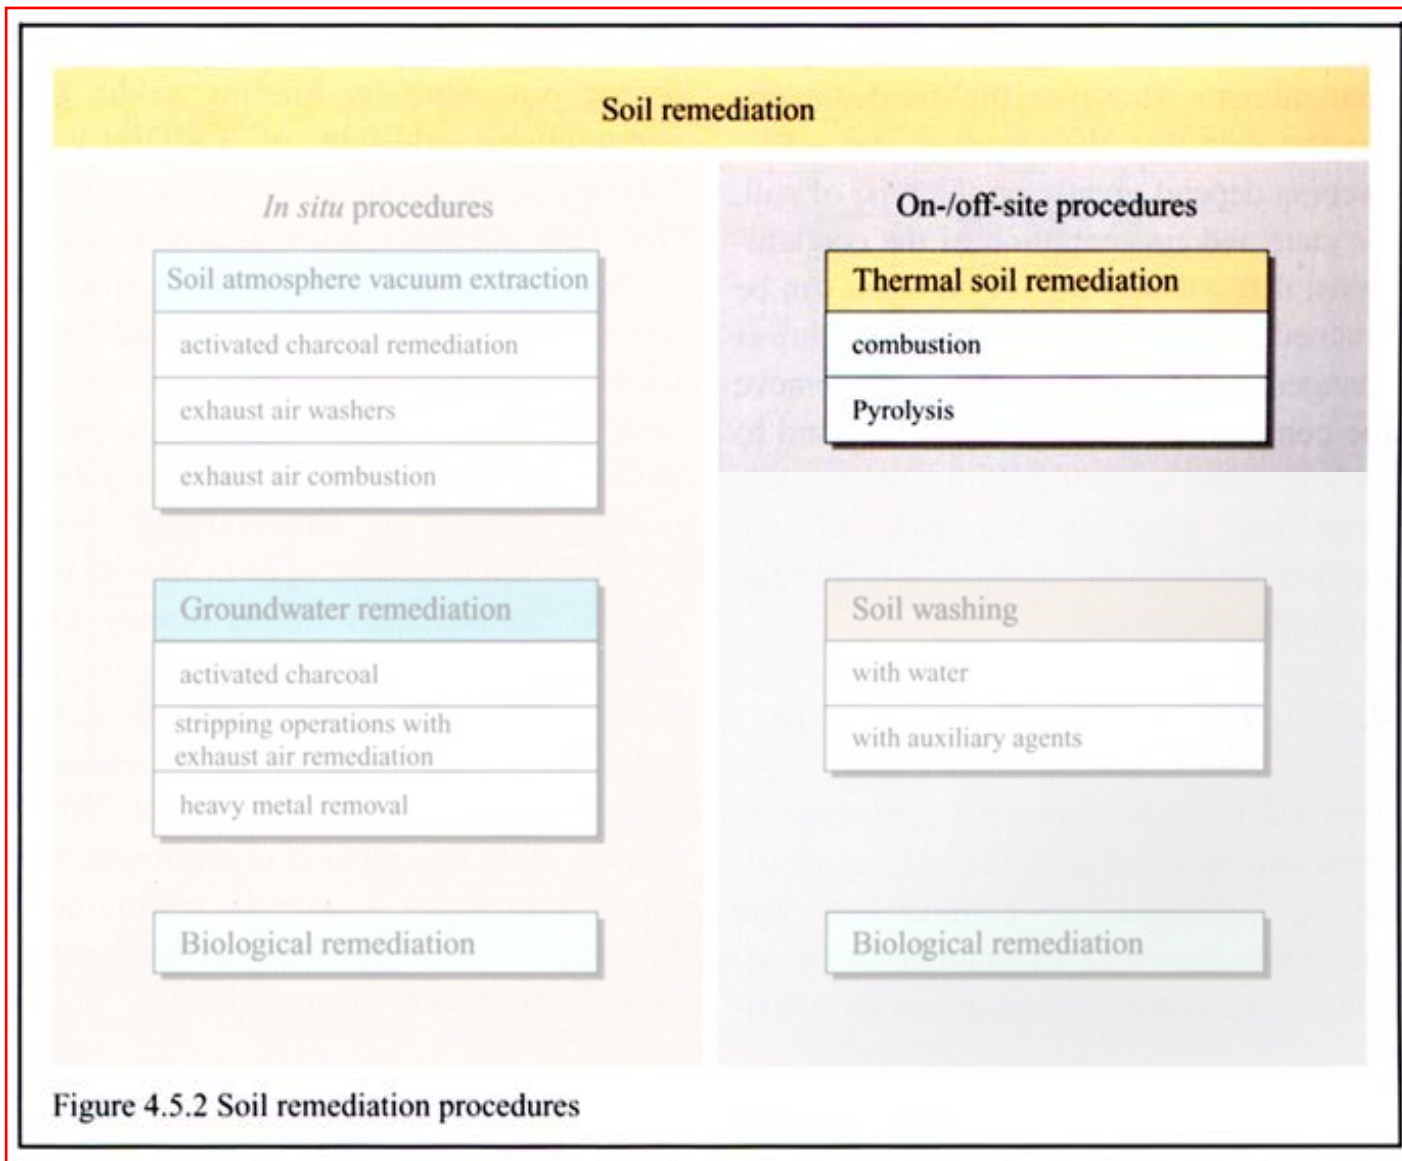 Soil remediation
In situ procedures
Soil atmosphere vacuum extraction
activated charcoal remediation
exhaust air washers
exhaust air combustion
Groundwater remediation
activated charcoal
stripping operations with
exhaust air remediation
heavy metal removal
Biological remediation
On-/off-site procedures
Thermal soil remediation
combustion
Pyrolysis
Soil washing
with water
with auxiliary agents
Biological remediation
Figure 4.5.2 Soil remediation procedures